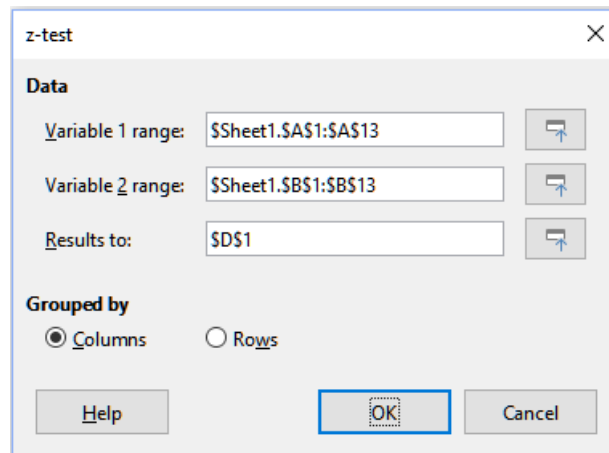 z-test
Data
Variable 1 range: $Sheet1.$A$1:$A$13
Variable 2 range: $Sheet1.$B$1:$B$13
Results to: $D$1
Grouped by
Columns Rows
Help OK Cancel